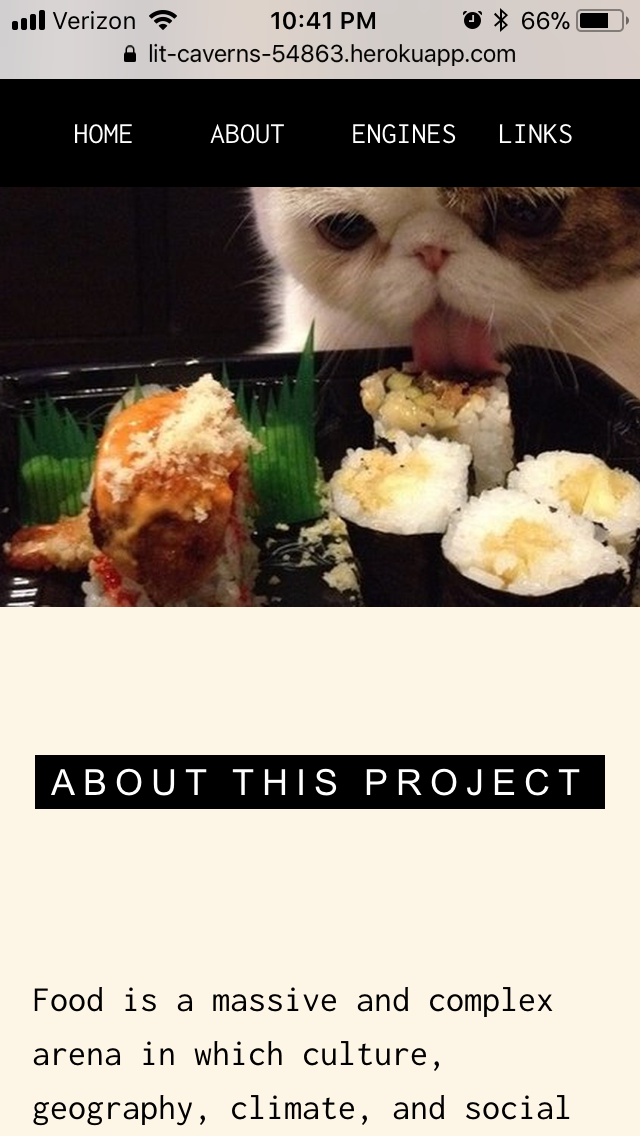 Verizon 10:41 PM 66%
lit-caverns-54863.herokuapp.com
HOME ABOUT ENGINES LINKS
ABOUT THIS PROJECT
Food is a massive and complex
arena in which culture,
geography, climate, and social